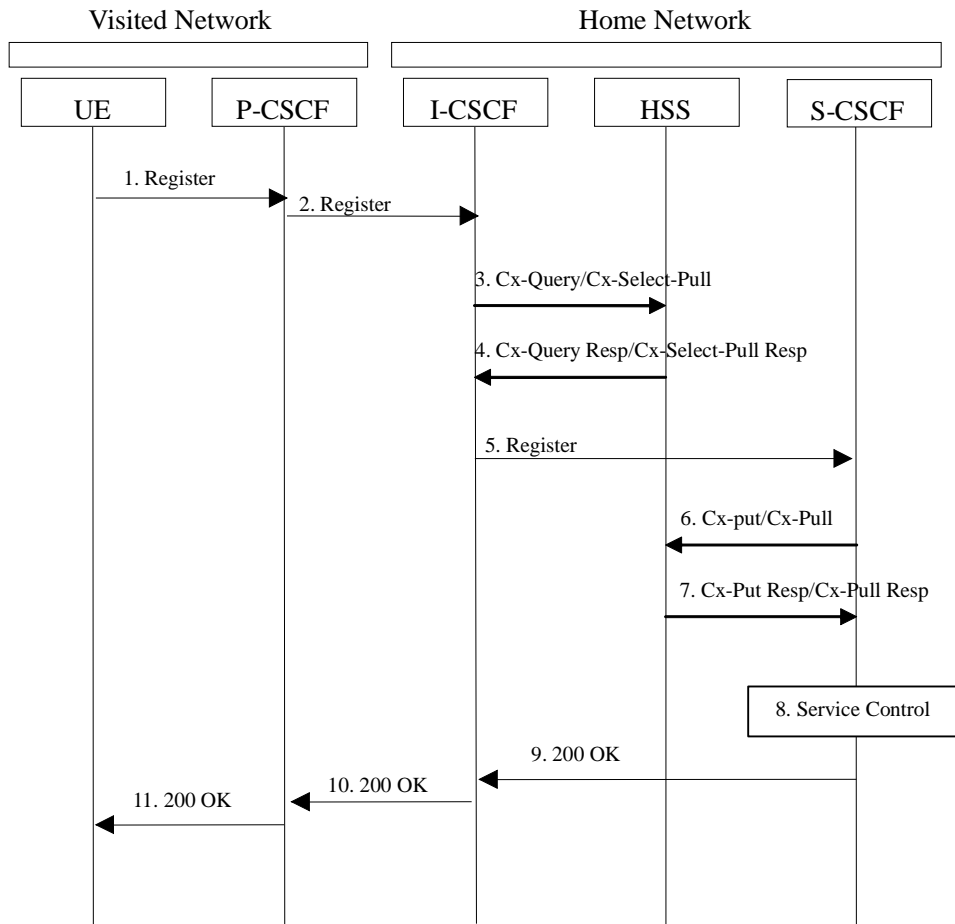 Visited Network
Home Network
UE
P-CSCF
I-CSCF
HSS
S-CSCF
1. Register
2. Register
3. Cx-Query/Cx-Select-Pull
4. Cx-Query Resp/Cx-Select-Pull Resp
5. Register
6. Cx-put/Cx-Pull
7. Cx-Put Resp/Cx-Pull Resp
8. Service Control
9. 200 OK
10. 200 OK
11. 200 OK